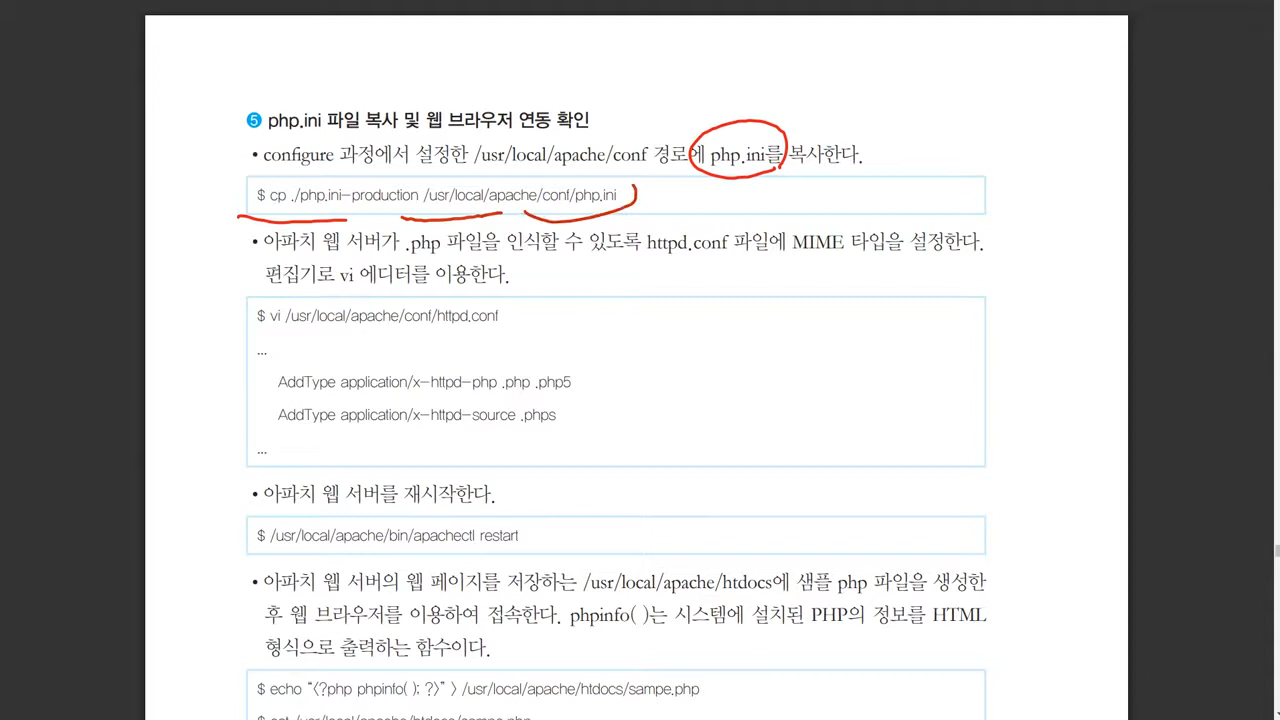 ❺ php.ini 파일 복사 및 웹 브라우저 연동 확인
• configure 과정에서 설정한 /usr/local/apache/conf 경로에 php.ini를 복사한다.
$ cp ./php.ini-production /usr/local/apache/conf/php.ini
• 아파치 웹 서버가 .php 파일을 인식할 수 있도록 httpd.conf 파일에 MIME 타입을 설정한다.
편집기로 vi 에디터를 이용한다.
$ vi /usr/local/apache/conf/httpd.conf
...
AddType application/x-httpd-php .php .php5
AddType application/x-httpd-source .phps
...
• 아파치 웹 서버를 재시작한다.
$ /usr/local/apache/bin/apachectl restart
• 아파치 웹 서버의 웹 페이지를 저장하는 /usr/local/apache/htdocs에 샘플 php 파일을 생성한
후 웹 브라우저를 이용하여 접속한다. phpinfo( )는 시스템에 설치된 PHP의 정보를 HTML
형식으로 출력하는 함수이다.
$ echo “〈?php phpinfo( ); ?〉” 〉 /usr/local/apache/htdocs/sampe.php
$ cat /usr/local/apache/htdocs/sampe.php